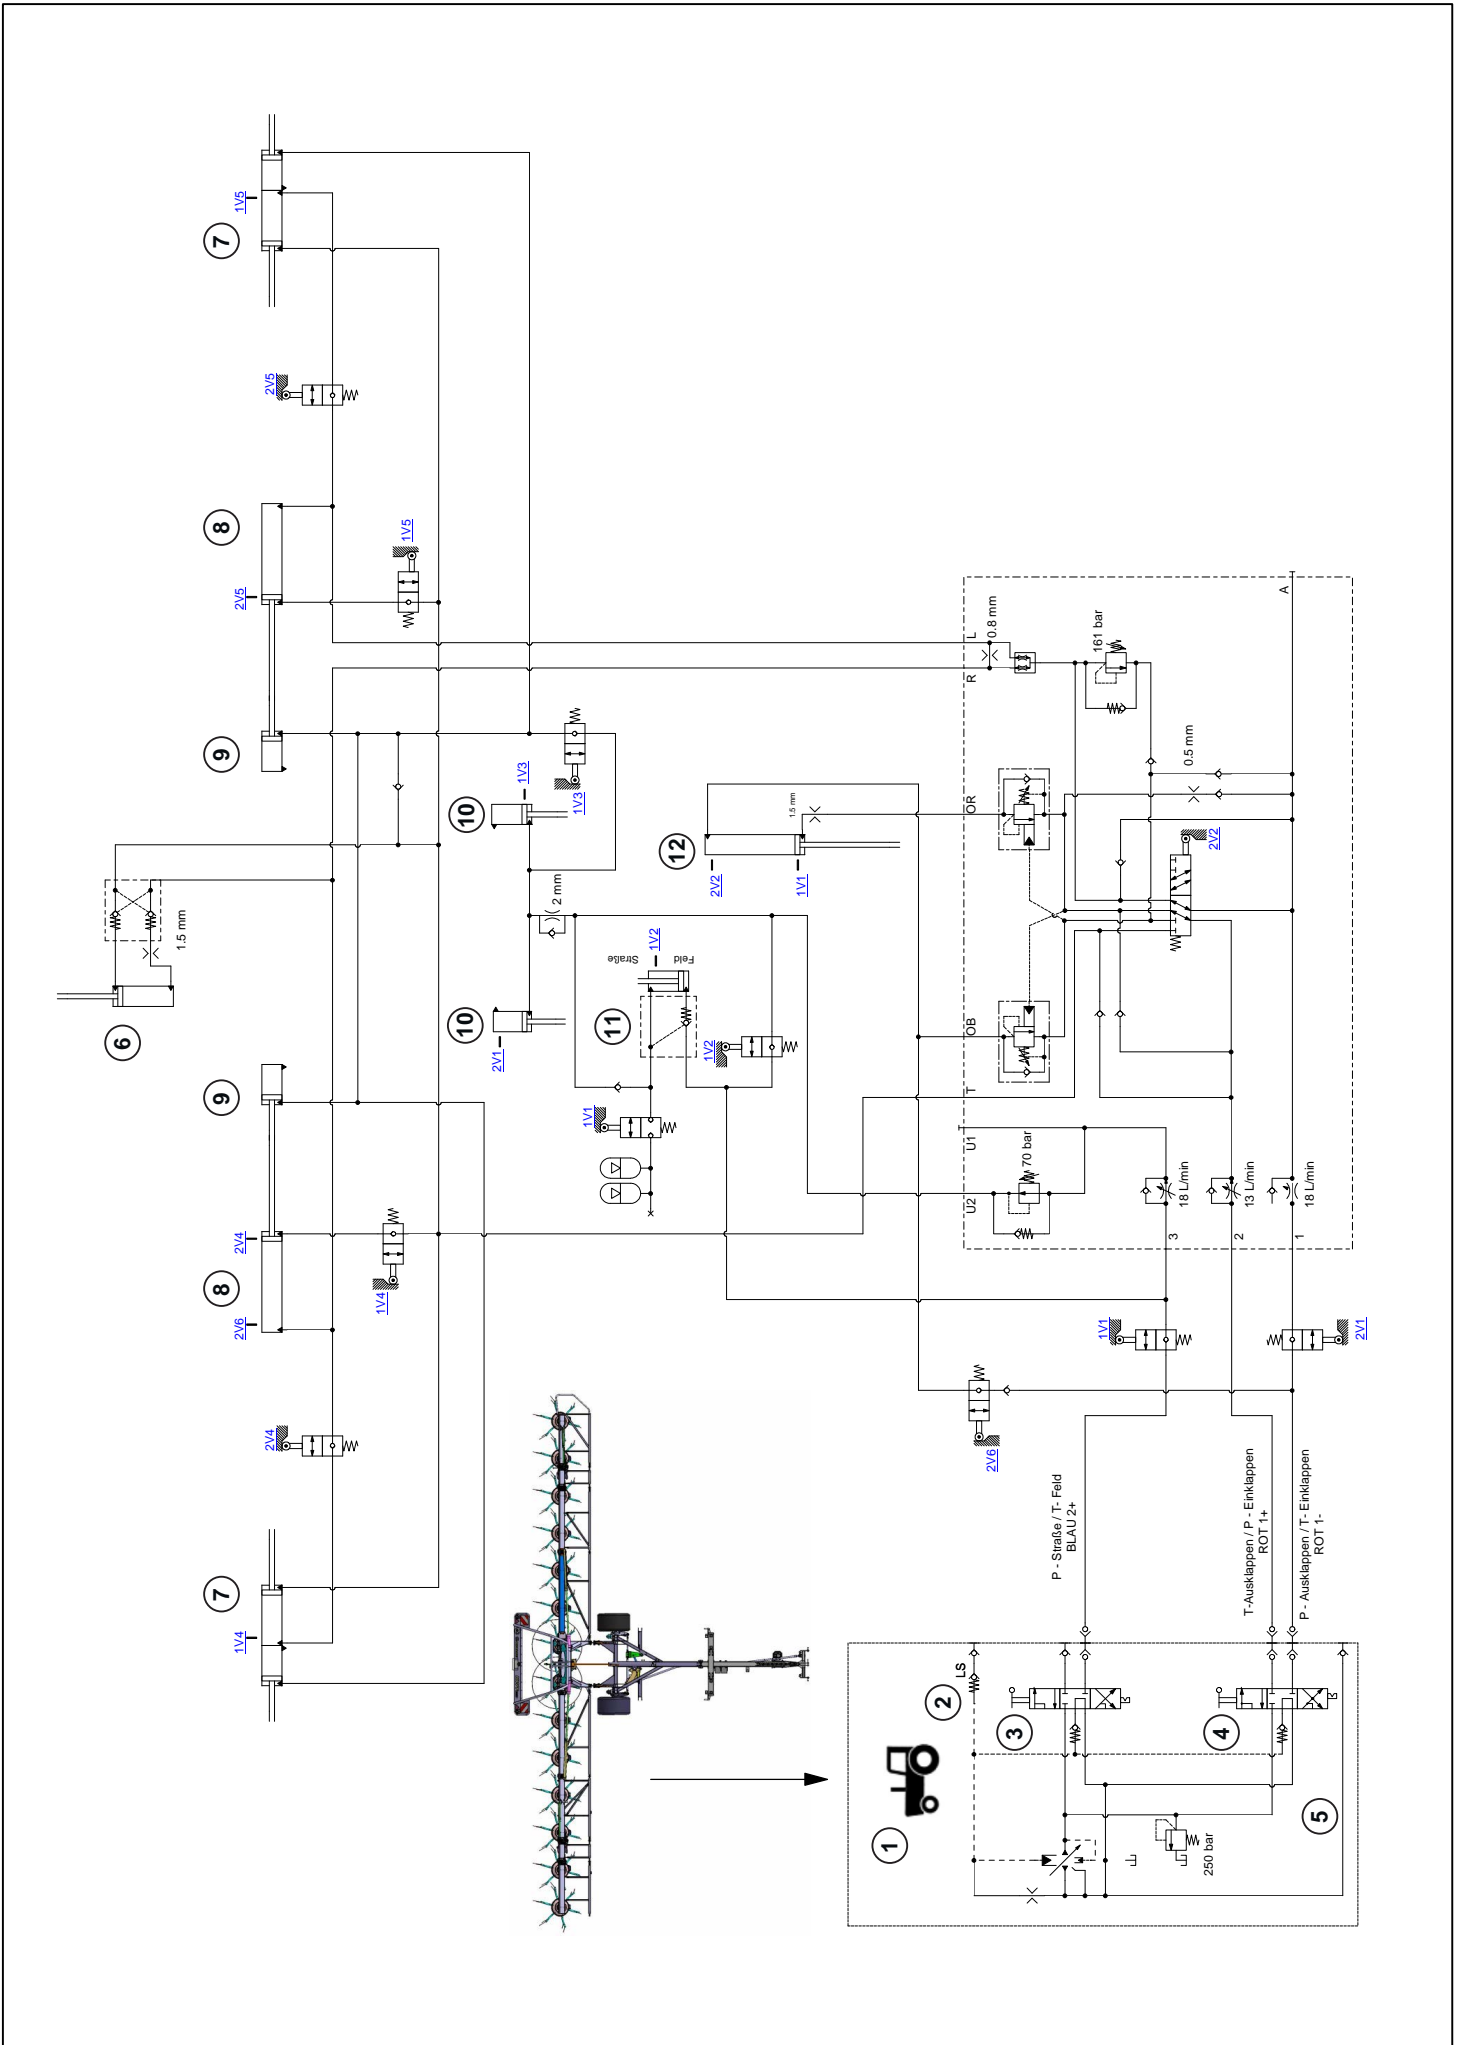 1V5
7
2V5
8
1V5
2V5
9
10
1V3
1V3
12
2V2
1V1
1.5 mm
1.5 mm
6
2 mm
10
2V1
11
1V2
Straße
Feld
1V2
1V1
9
2V4
8
2V6
1V4
2V4
7
1V4
L
R
0.8 mm
161 bar
A
OR
0.5 mm
2V2
OB
T
U1
U2
70 bar
18 L/min
13 L/min
18 L/min
3
2
1
1V1
2V1
2V6
P - Straße / T- Feld
BLAU 2+
T-Ausklappen / P - Einklappen
ROT 1+
P - Ausklappen / T- Einklappen
ROT 1-
LS
2
3
4
1
5
250 bar